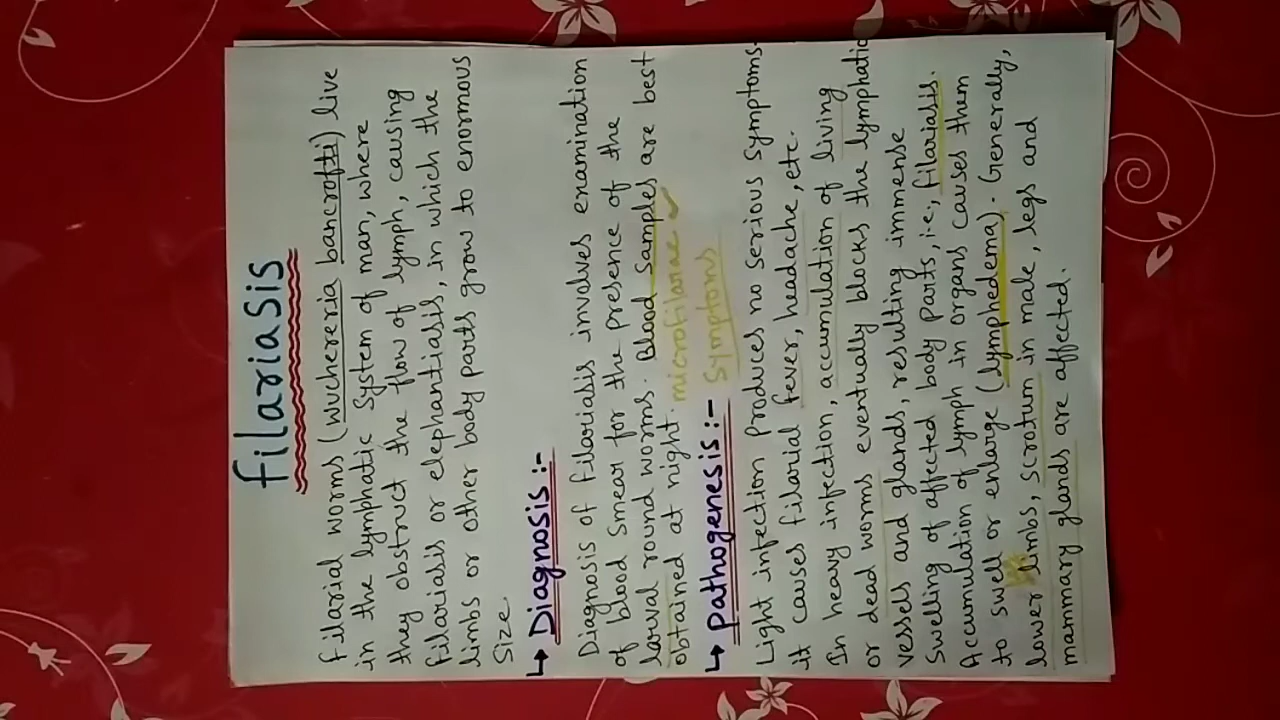 filariasis
Filarial worms (Wuchereria bancrofti) live
in the lymphatic System of man, where
they obstruct the flow of lymph, causing
filariasis or elephantiasis, in which the
limbs or other body parts grow to enormous
Size.
↳ Diagnosis :-
Diagnosis of filariasis involves examination
of blood smear for the presence of the
larval round worms. Blood Samples are best
obtained at night. microfilarae ✓
↳ pathogenesis :- Symptoms
Light infection produces no serious symptoms.
it causes filarial fever, headache, etc.
In heavy infection, accumulation of living
or dead worms eventually blocks the lymphatic
vessels and glands, resulting immense
Swelling of affected body parts, i.e., filariasis.
Accumulation of lymph in organs causes them
to swell or enlarge (lymphedema). Generally,
lower limbs, scrotum in male, legs and
mammary glands are affected.